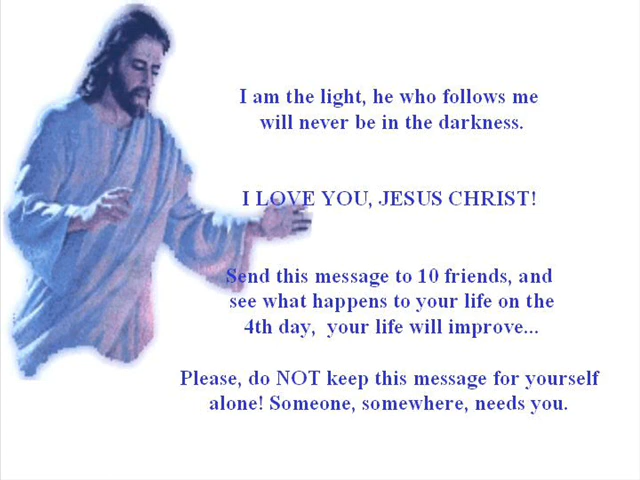 I am the light, he who follows me
will never be in the darkness.
I LOVE YOU, JESUS CHRIST!
Send this message to 10 friends, and
see what happens to your life on the
4th day,  your life will improve...
Please, do NOT keep this message for yourself
alone! Someone, somewhere, needs you.